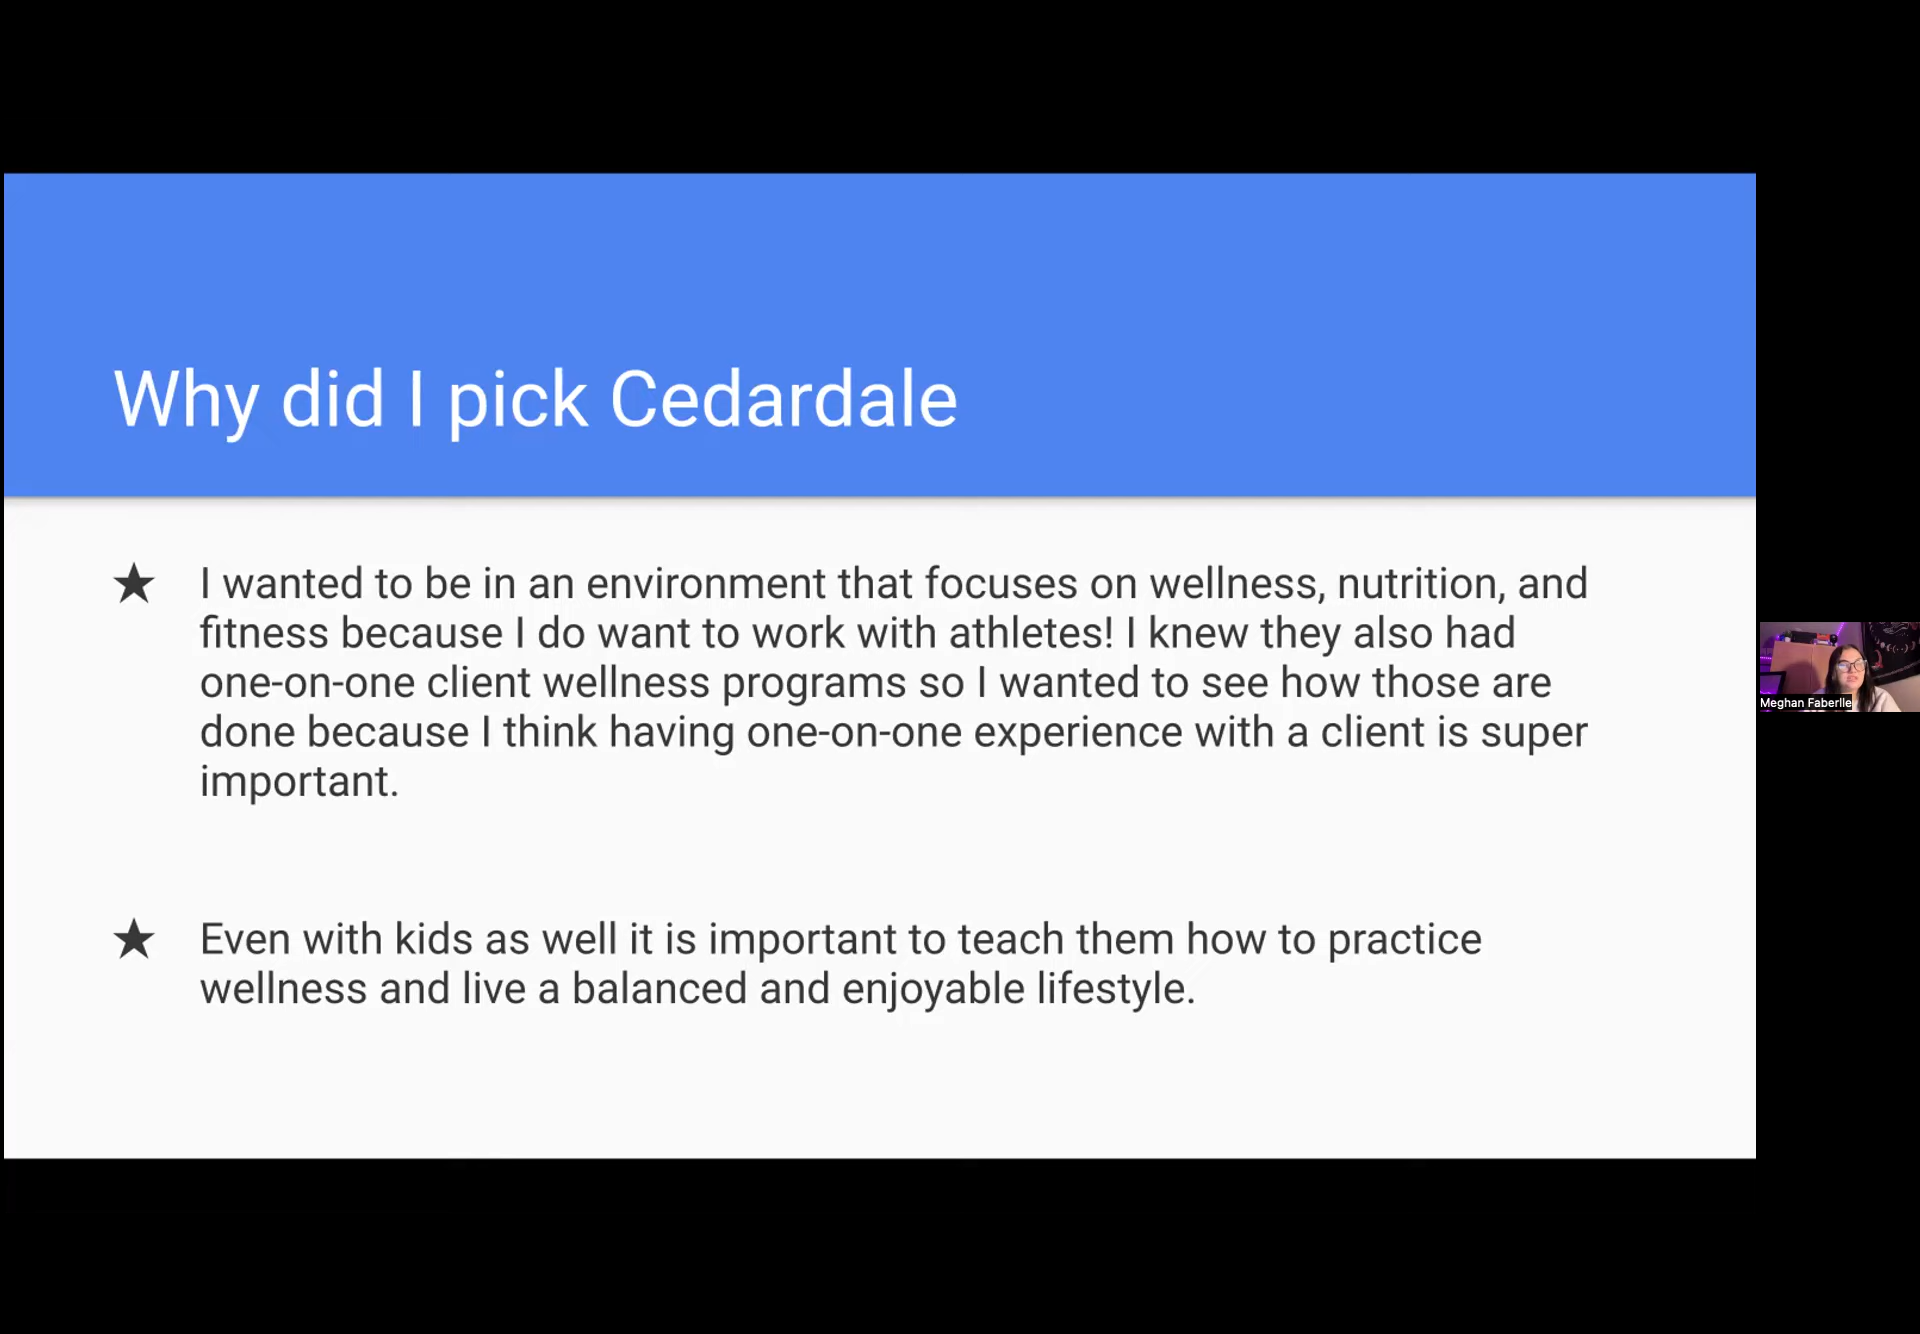 Why did I pick Cedardale
★ I wanted to be in an environment that focuses on wellness, nutrition, and
fitness because I do want to work with athletes! I knew they also had
one-on-one client wellness programs so I wanted to see how those are
done because I think having one-on-one experience with a client is super
important.
★ Even with kids as well it is important to teach them how to practice
wellness and live a balanced and enjoyable lifestyle.
Meghan Faberlle